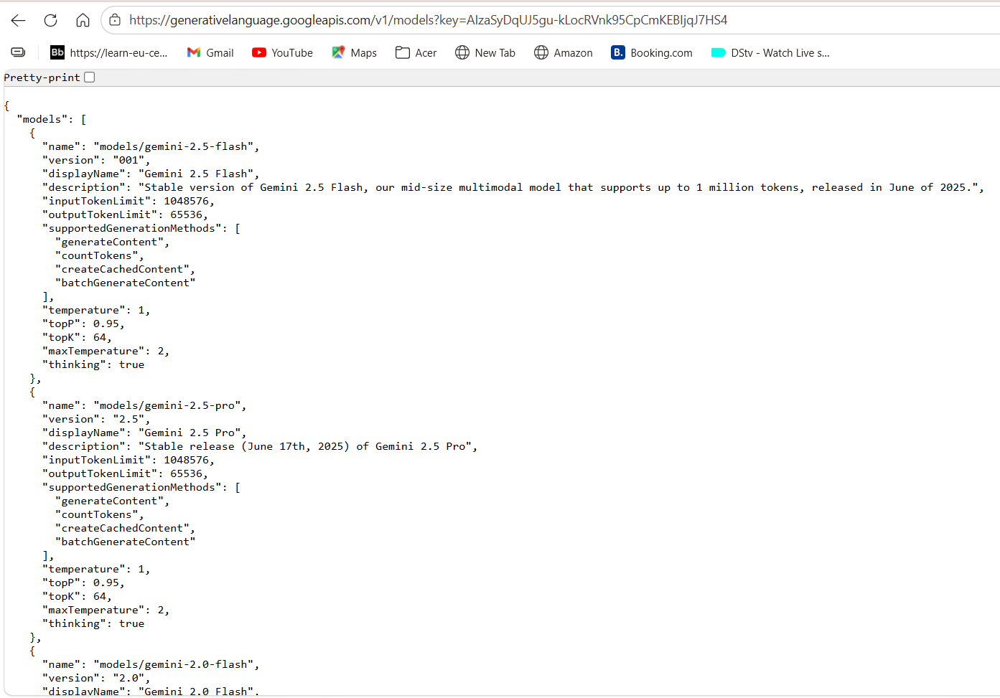 https://generativelanguage.googleapis.com/v1/models?key=AIzaSyDqUJ5gu-kLocRVnk95CpCmKEBIjqJ7HS4
Bb https://learn-eu-ce... Gmail YouTube Maps Acer New Tab Amazon B. Booking.com DStv - Watch Live s...
Pretty-print
{
  "models": [
    {
      "name": "models/gemini-2.5-flash",
      "version": "001",
      "displayName": "Gemini 2.5 Flash",
      "description": "Stable version of Gemini 2.5 Flash, our mid-size multimodal model that supports up to 1 million tokens, released in June of 2025.",
      "inputTokenLimit": 1048576,
      "outputTokenLimit": 65536,
      "supportedGenerationMethods": [
        "generateContent",
        "countTokens",
        "createCachedContent",
        "batchGenerateContent"
      ],
      "temperature": 1,
      "topP": 0.95,
      "topK": 64,
      "maxTemperature": 2,
      "thinking": true
    },
    {
      "name": "models/gemini-2.5-pro",
      "version": "2.5",
      "displayName": "Gemini 2.5 Pro",
      "description": "Stable release (June 17th, 2025) of Gemini 2.5 Pro",
      "inputTokenLimit": 1048576,
      "outputTokenLimit": 65536,
      "supportedGenerationMethods": [
        "generateContent",
        "countTokens",
        "createCachedContent",
        "batchGenerateContent"
      ],
      "temperature": 1,
      "topP": 0.95,
      "topK": 64,
      "maxTemperature": 2,
      "thinking": true
    },
    {
      "name": "models/gemini-2.0-flash",
      "version": "2.0",
      "displayName": "Gemini 2.0 Flash",